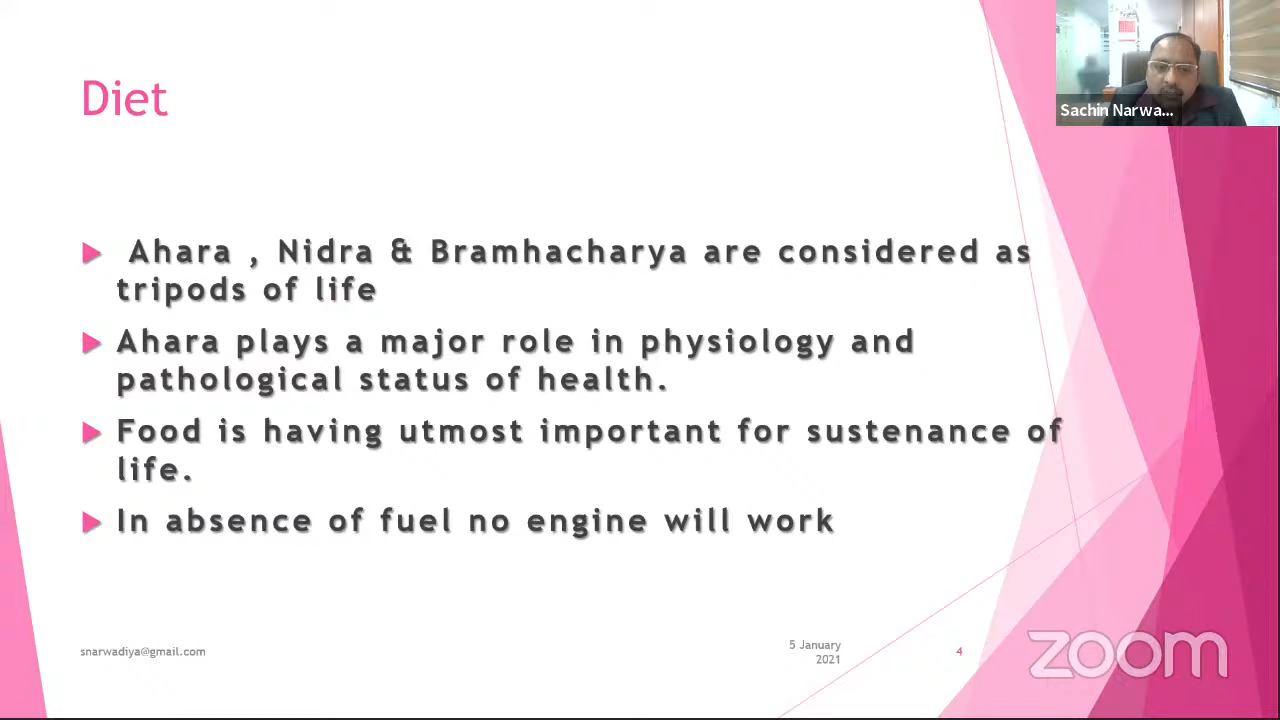 Sachin Narwa...
Diet
Ahara , Nidra & Bramhacharya are considered as
tripods of life
Ahara plays a major role in physiology and
pathological status of health.
Food is having utmost important for sustenance of
life.
In absence of fuel no engine will work
snarwadiya@gmail.com
5 January
2021
4
zoom